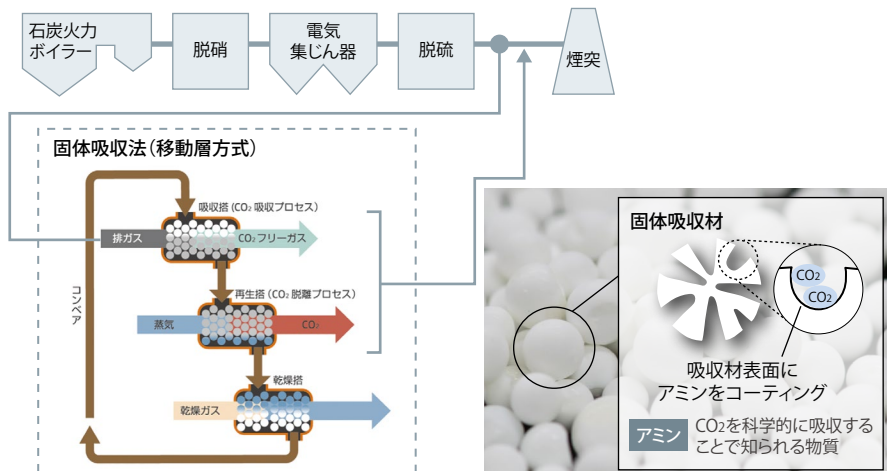 石炭火力
ボイラー
脱硝
電気
集じん器
脱硫
煙突
固体吸収法（移動層方式）
吸収搭（CO₂ 吸収プロセス）
排ガス
CO₂ フリーガス
再生搭（CO₂ 脱離プロセス）
コンベア
蒸気
CO₂
乾燥搭
乾燥ガス
固体吸収材
CO₂
CO₂
吸収材表面に
アミンをコーティング
アミン
CO₂を科学的に吸収する
ことで知られる物質